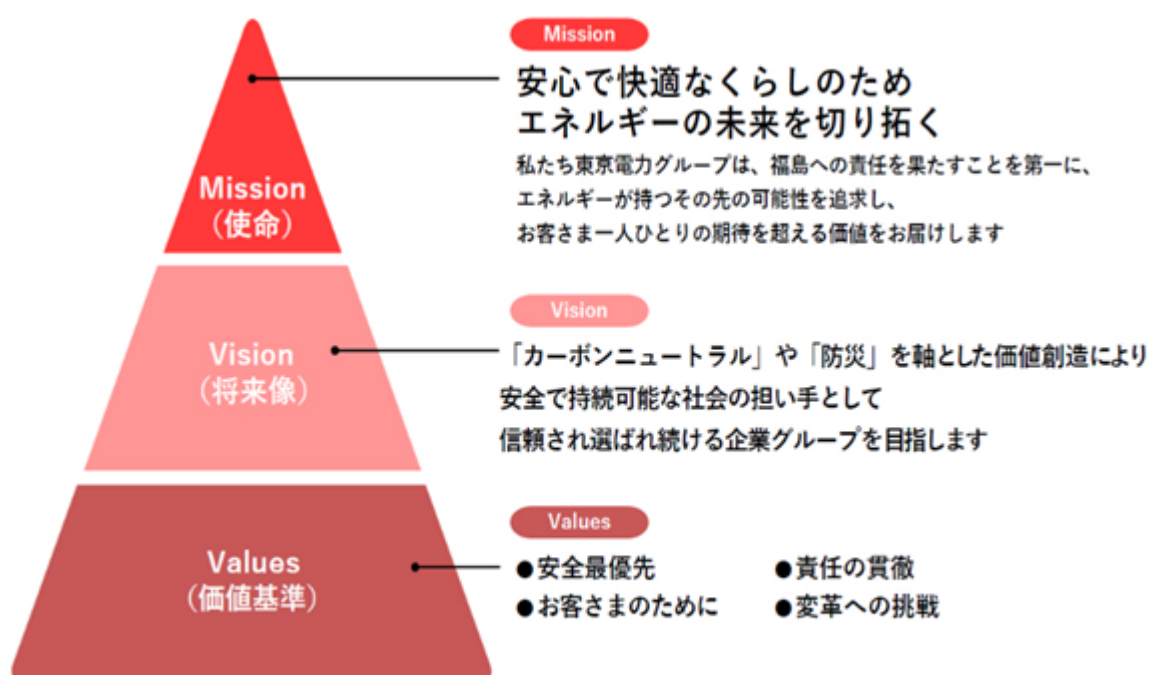 Mission
（使命）
Mission
安心で快適なくらしのため
エネルギーの未来を切り拓く
私たち東京電力グループは、福島への責任を果たすことを第一に、
エネルギーが持つその先の可能性を追求し、
お客さま一人ひとりの期待を超える価値をお届けします
Vision
（将来像）
Vision
「カーボンニュートラル」や「防災」を軸とした価値創造により
安全で持続可能な社会の担い手として
信頼され選ばれ続ける企業グループを目指します
Values
（価値基準）
Values
●安全最優先 ●責任の貫徹
●お客さまのために ●変革への挑戦